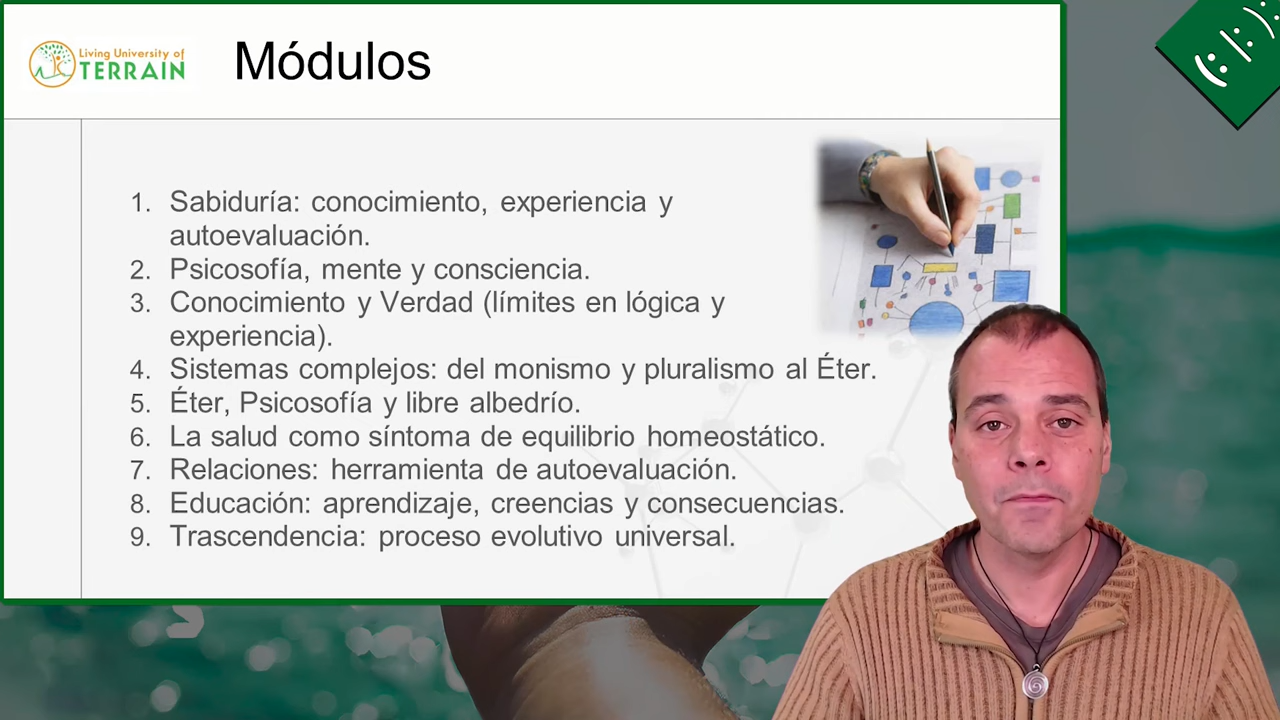 Living University of
TERRAIN
Módulos
1. Sabiduría: conocimiento, experiencia y
autoevaluación.
2. Psicosofía, mente y consciencia.
3. Conocimiento y Verdad (límites en lógica y
experiencia).
4. Sistemas complejos: del monismo y pluralismo al Éter.
5. Éter, Psicosofía y libre albedrío.
6. La salud como síntoma de equilibrio homeostático.
7. Relaciones: herramienta de autoevaluación.
8. Educación: aprendizaje, creencias y consecuencias.
9. Trascendencia: proceso evolutivo universal.